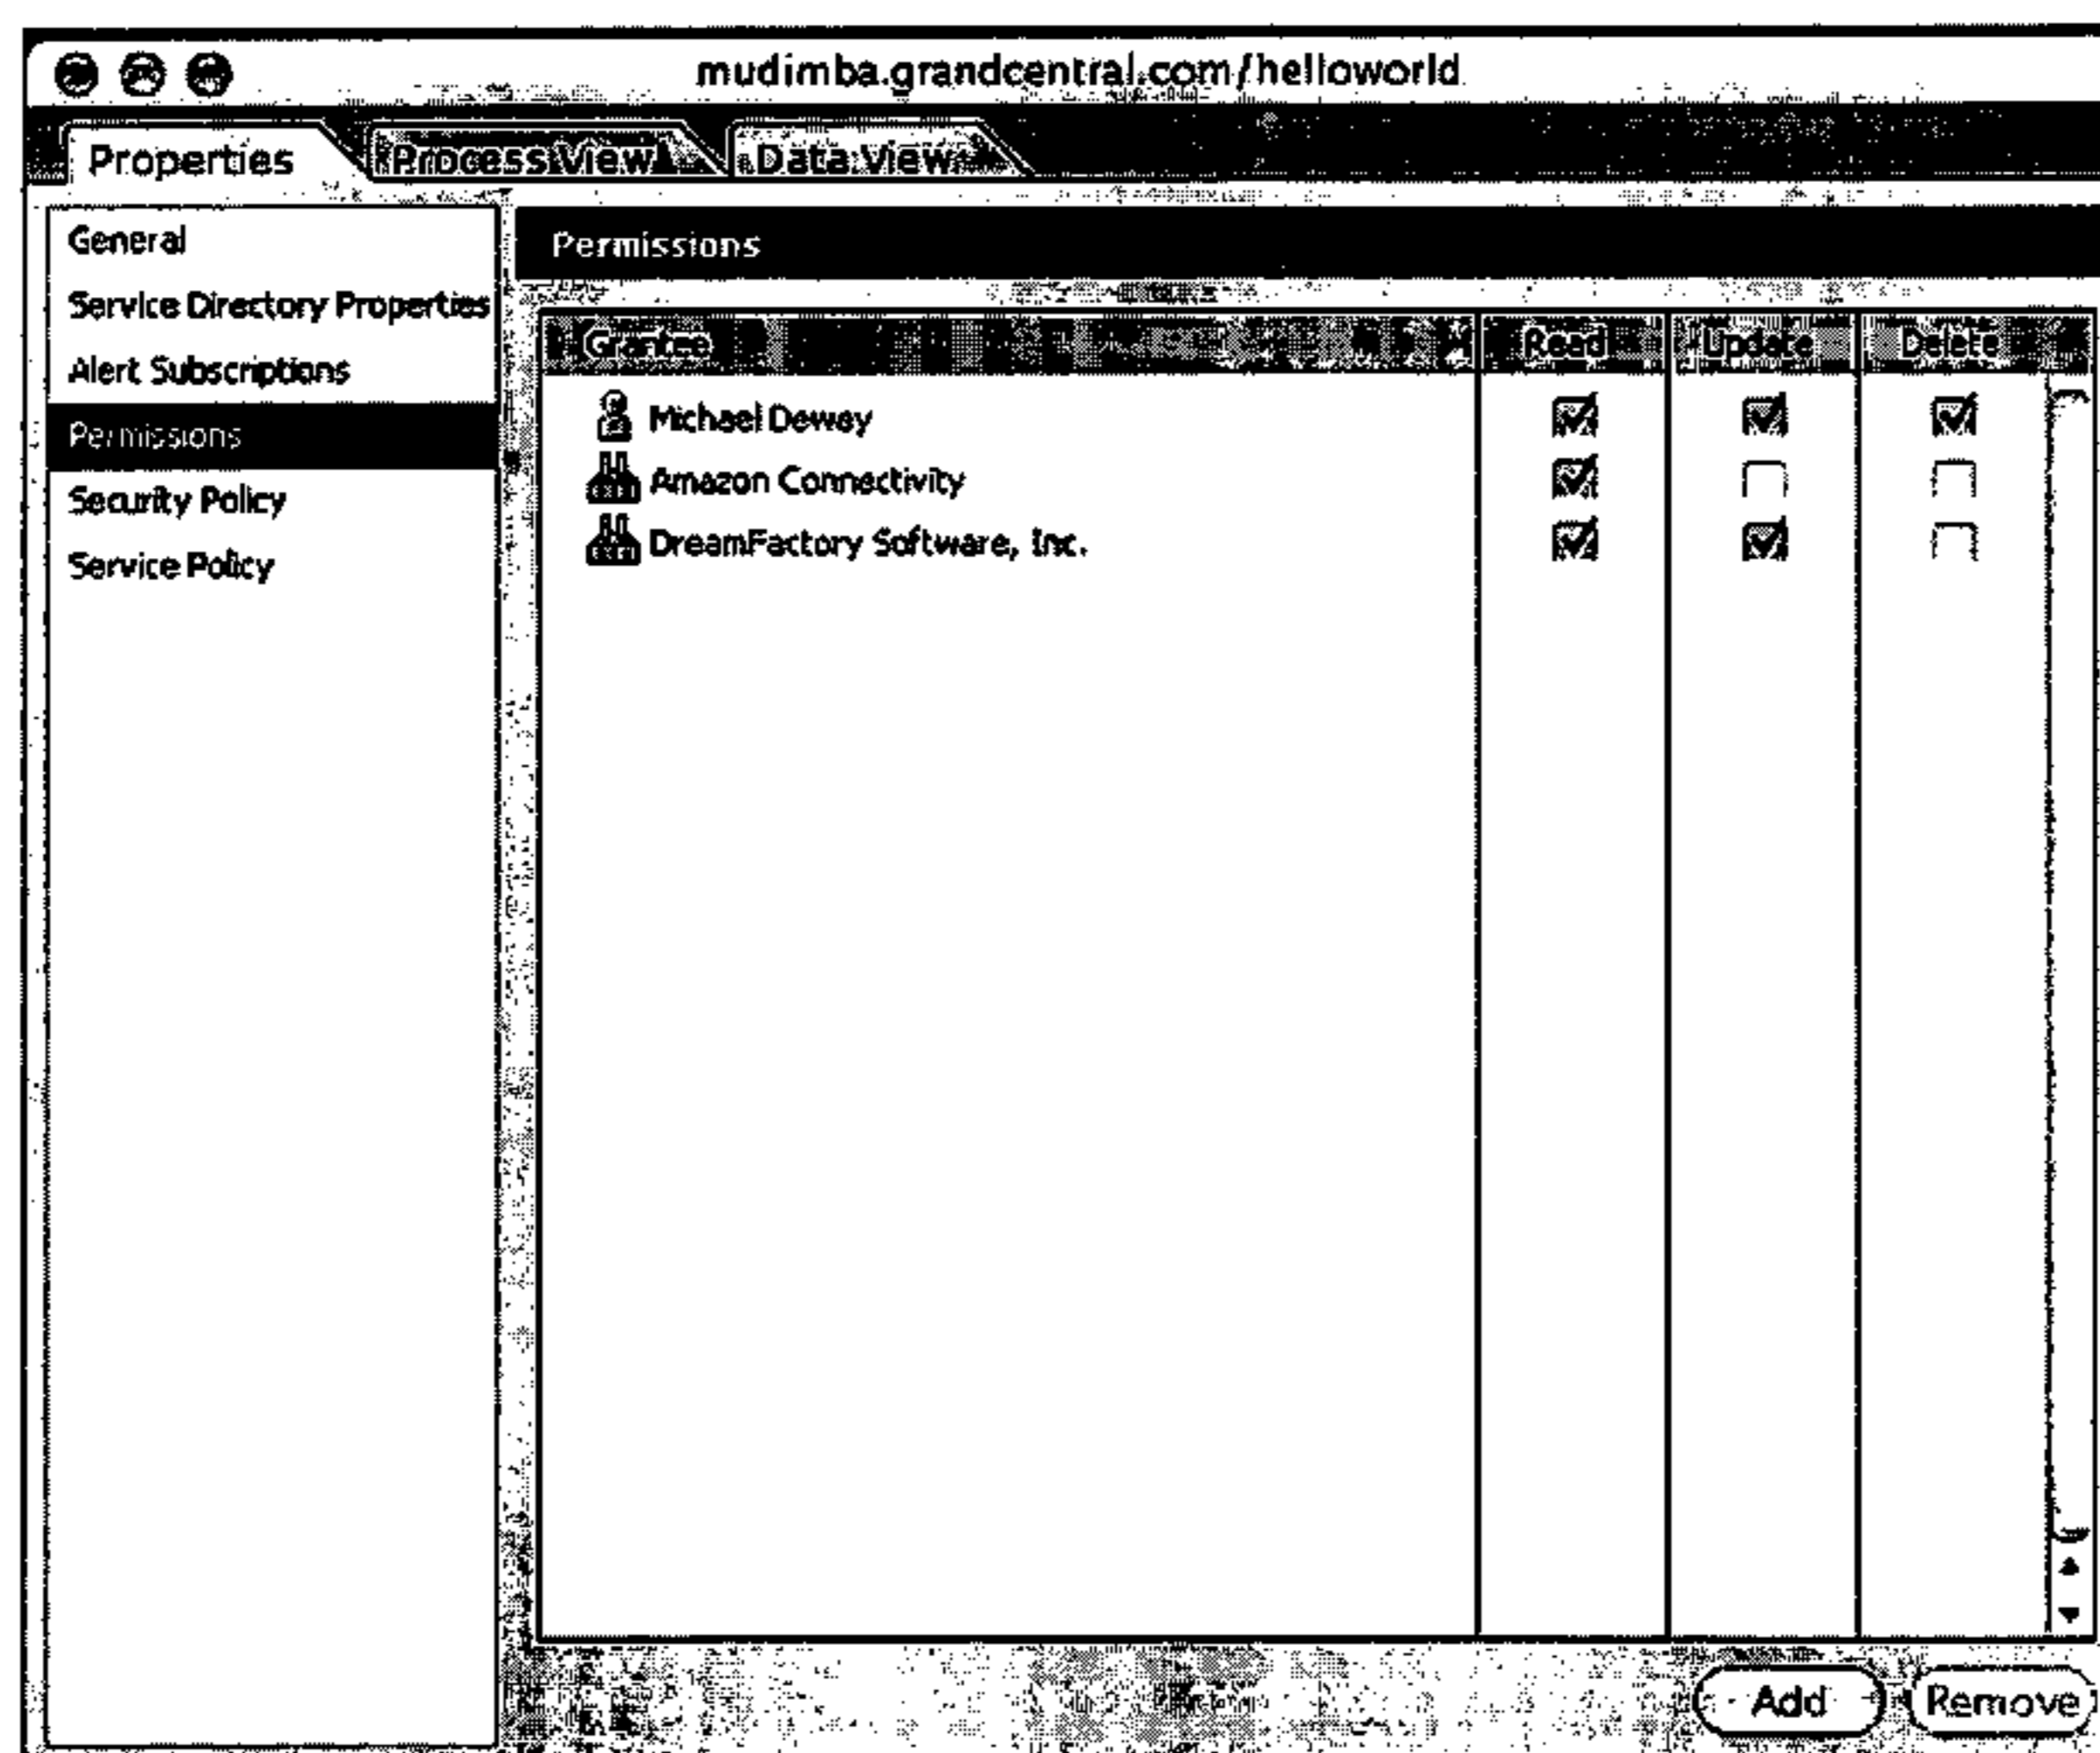 mudimba.grandcentral.com/helloworld
Properties
Process View
Data View
General
Service Directory Properties
Alert Subscriptions
Permissions
Security Policy
Service Policy
Permissions
Grantee Read Update Delete
Michael Dewey
Amazon Connectivity
DreamFactory Software, Inc.
Add Remove